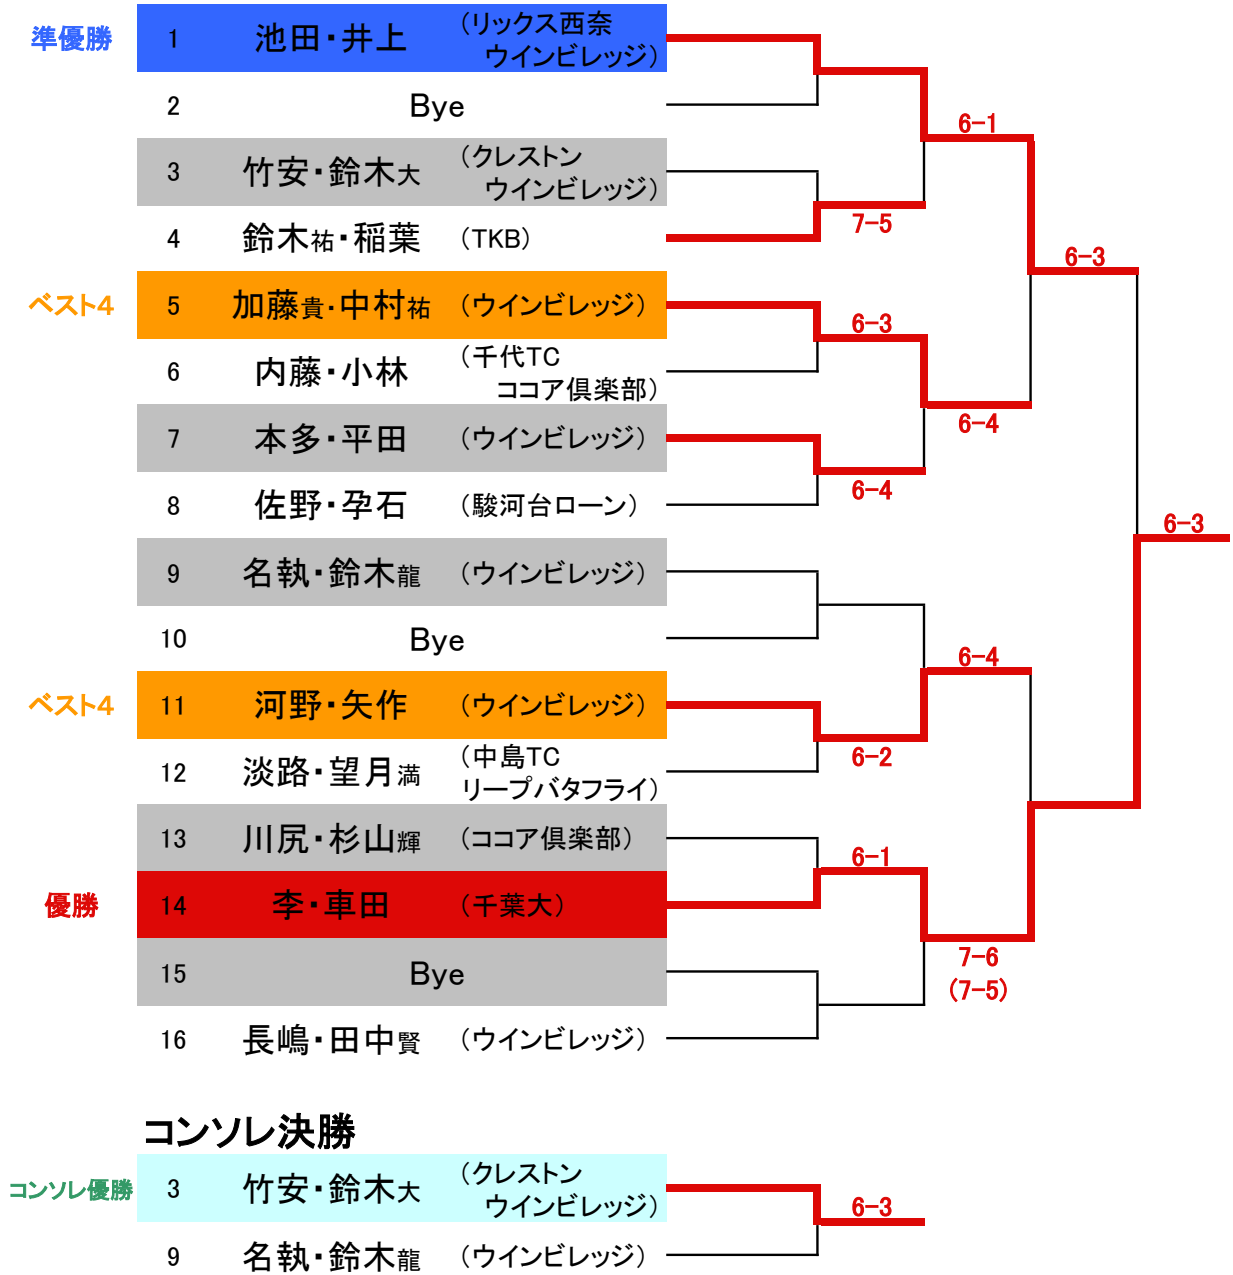 準優勝 1 池田・井上 (リックス西奈
ウインビレッジ)
2 Bye
6-1
3 竹安・鈴木大 (クレストン
ウインビレッジ)
7-5
4 鈴木祐・稲葉 (TKB)
6-3
ベスト4 5 加藤貴・中村祐 (ウインビレッジ)
6-3
6 内藤・小林 (千代TC
ココア倶楽部)
6-4
7 本多・平田 (ウインビレッジ)
6-4
8 佐野・孕石 (駿河台ローン)
6-3
9 名執・鈴木龍 (ウインビレッジ)
10 Bye
6-4
ベスト4 11 河野・矢作 (ウインビレッジ)
6-2
12 淡路・望月満 (中島TC
リープバタフライ)
13 川尻・杉山輝 (ココア倶楽部)
6-1
優勝 14 李・車田 (千葉大)
7-6
(7-5)
15 Bye
16 長嶋・田中賢 (ウインビレッジ)
コンソレ決勝
コンソレ優勝 3 竹安・鈴木大 (クレストン
ウインビレッジ)
6-3
9 名執・鈴木龍 (ウインビレッジ)